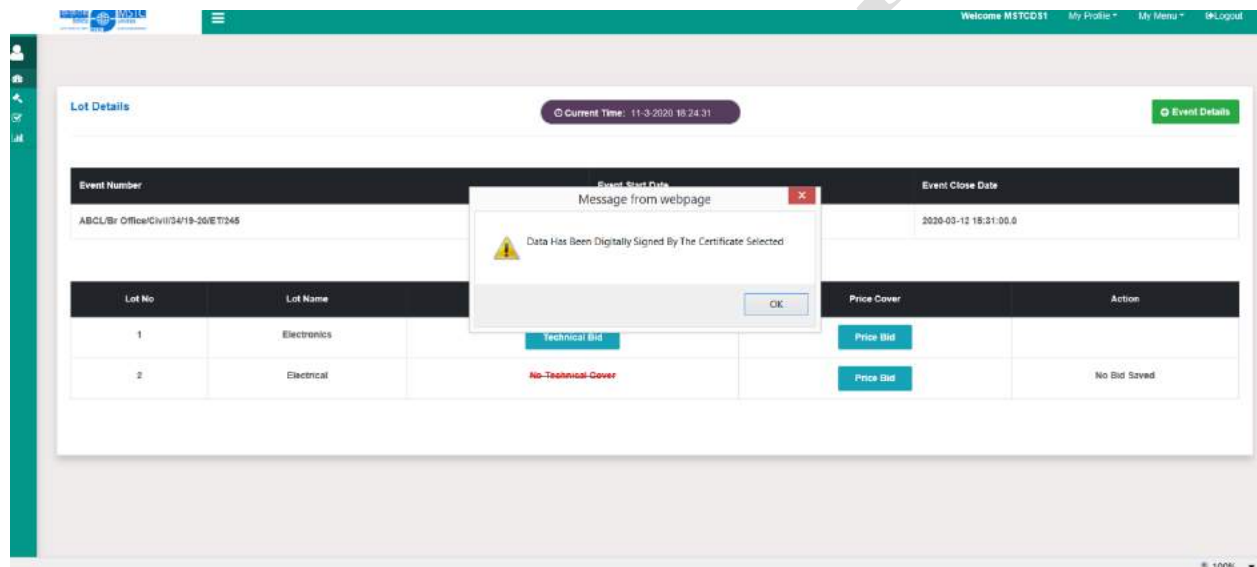 MSTC
Welcome MSTCDS1 My Profile My Menu Logout
Lot Details
Current Time: 11-3-2020 16:24:31
Event Details
Event Number Event Start Date Event Close Date
ABCL/Br Office/Civil/34/19-20/ET/245 2020-03-12 15:31:00.0
Message from webpage
Data Has Been Digitally Signed By The Certificate Selected
OK
Lot No Lot Name Price Cover Action
1 Electronics Technical Bid Price Bid
2 Electrical No Technical Cover Price Bid No Bid Saved
100%